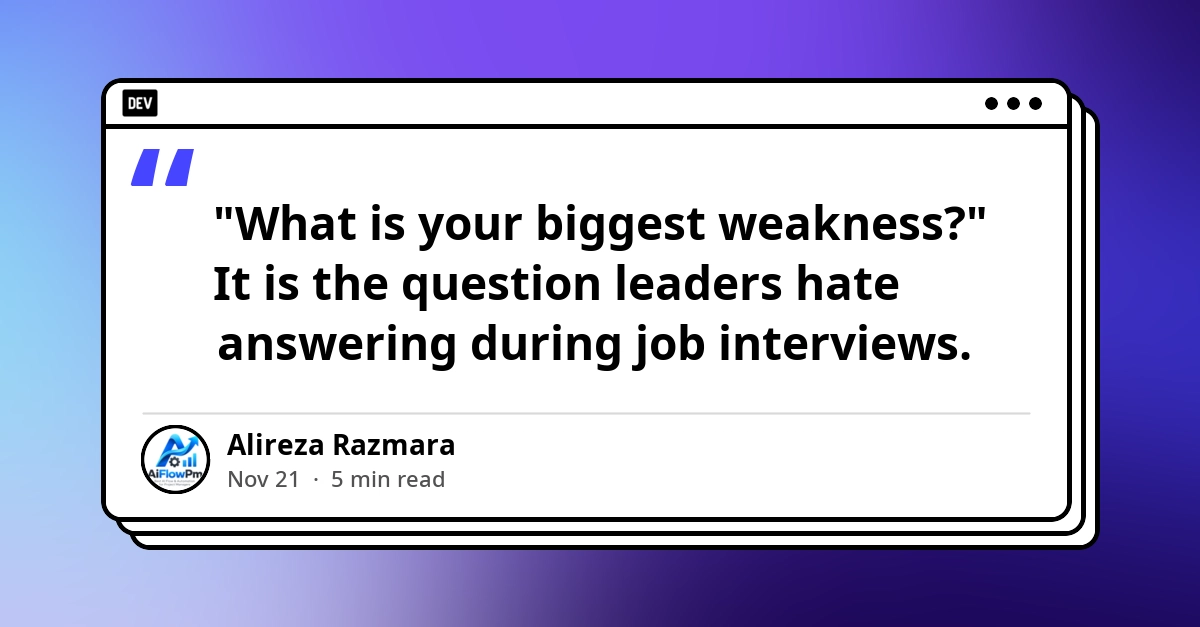 DEV
"What is your biggest weakness?"
It is the question leaders hate
answering during job interviews.
Alireza Razmara
Nov 21 · 5 min read
AiFlowPm